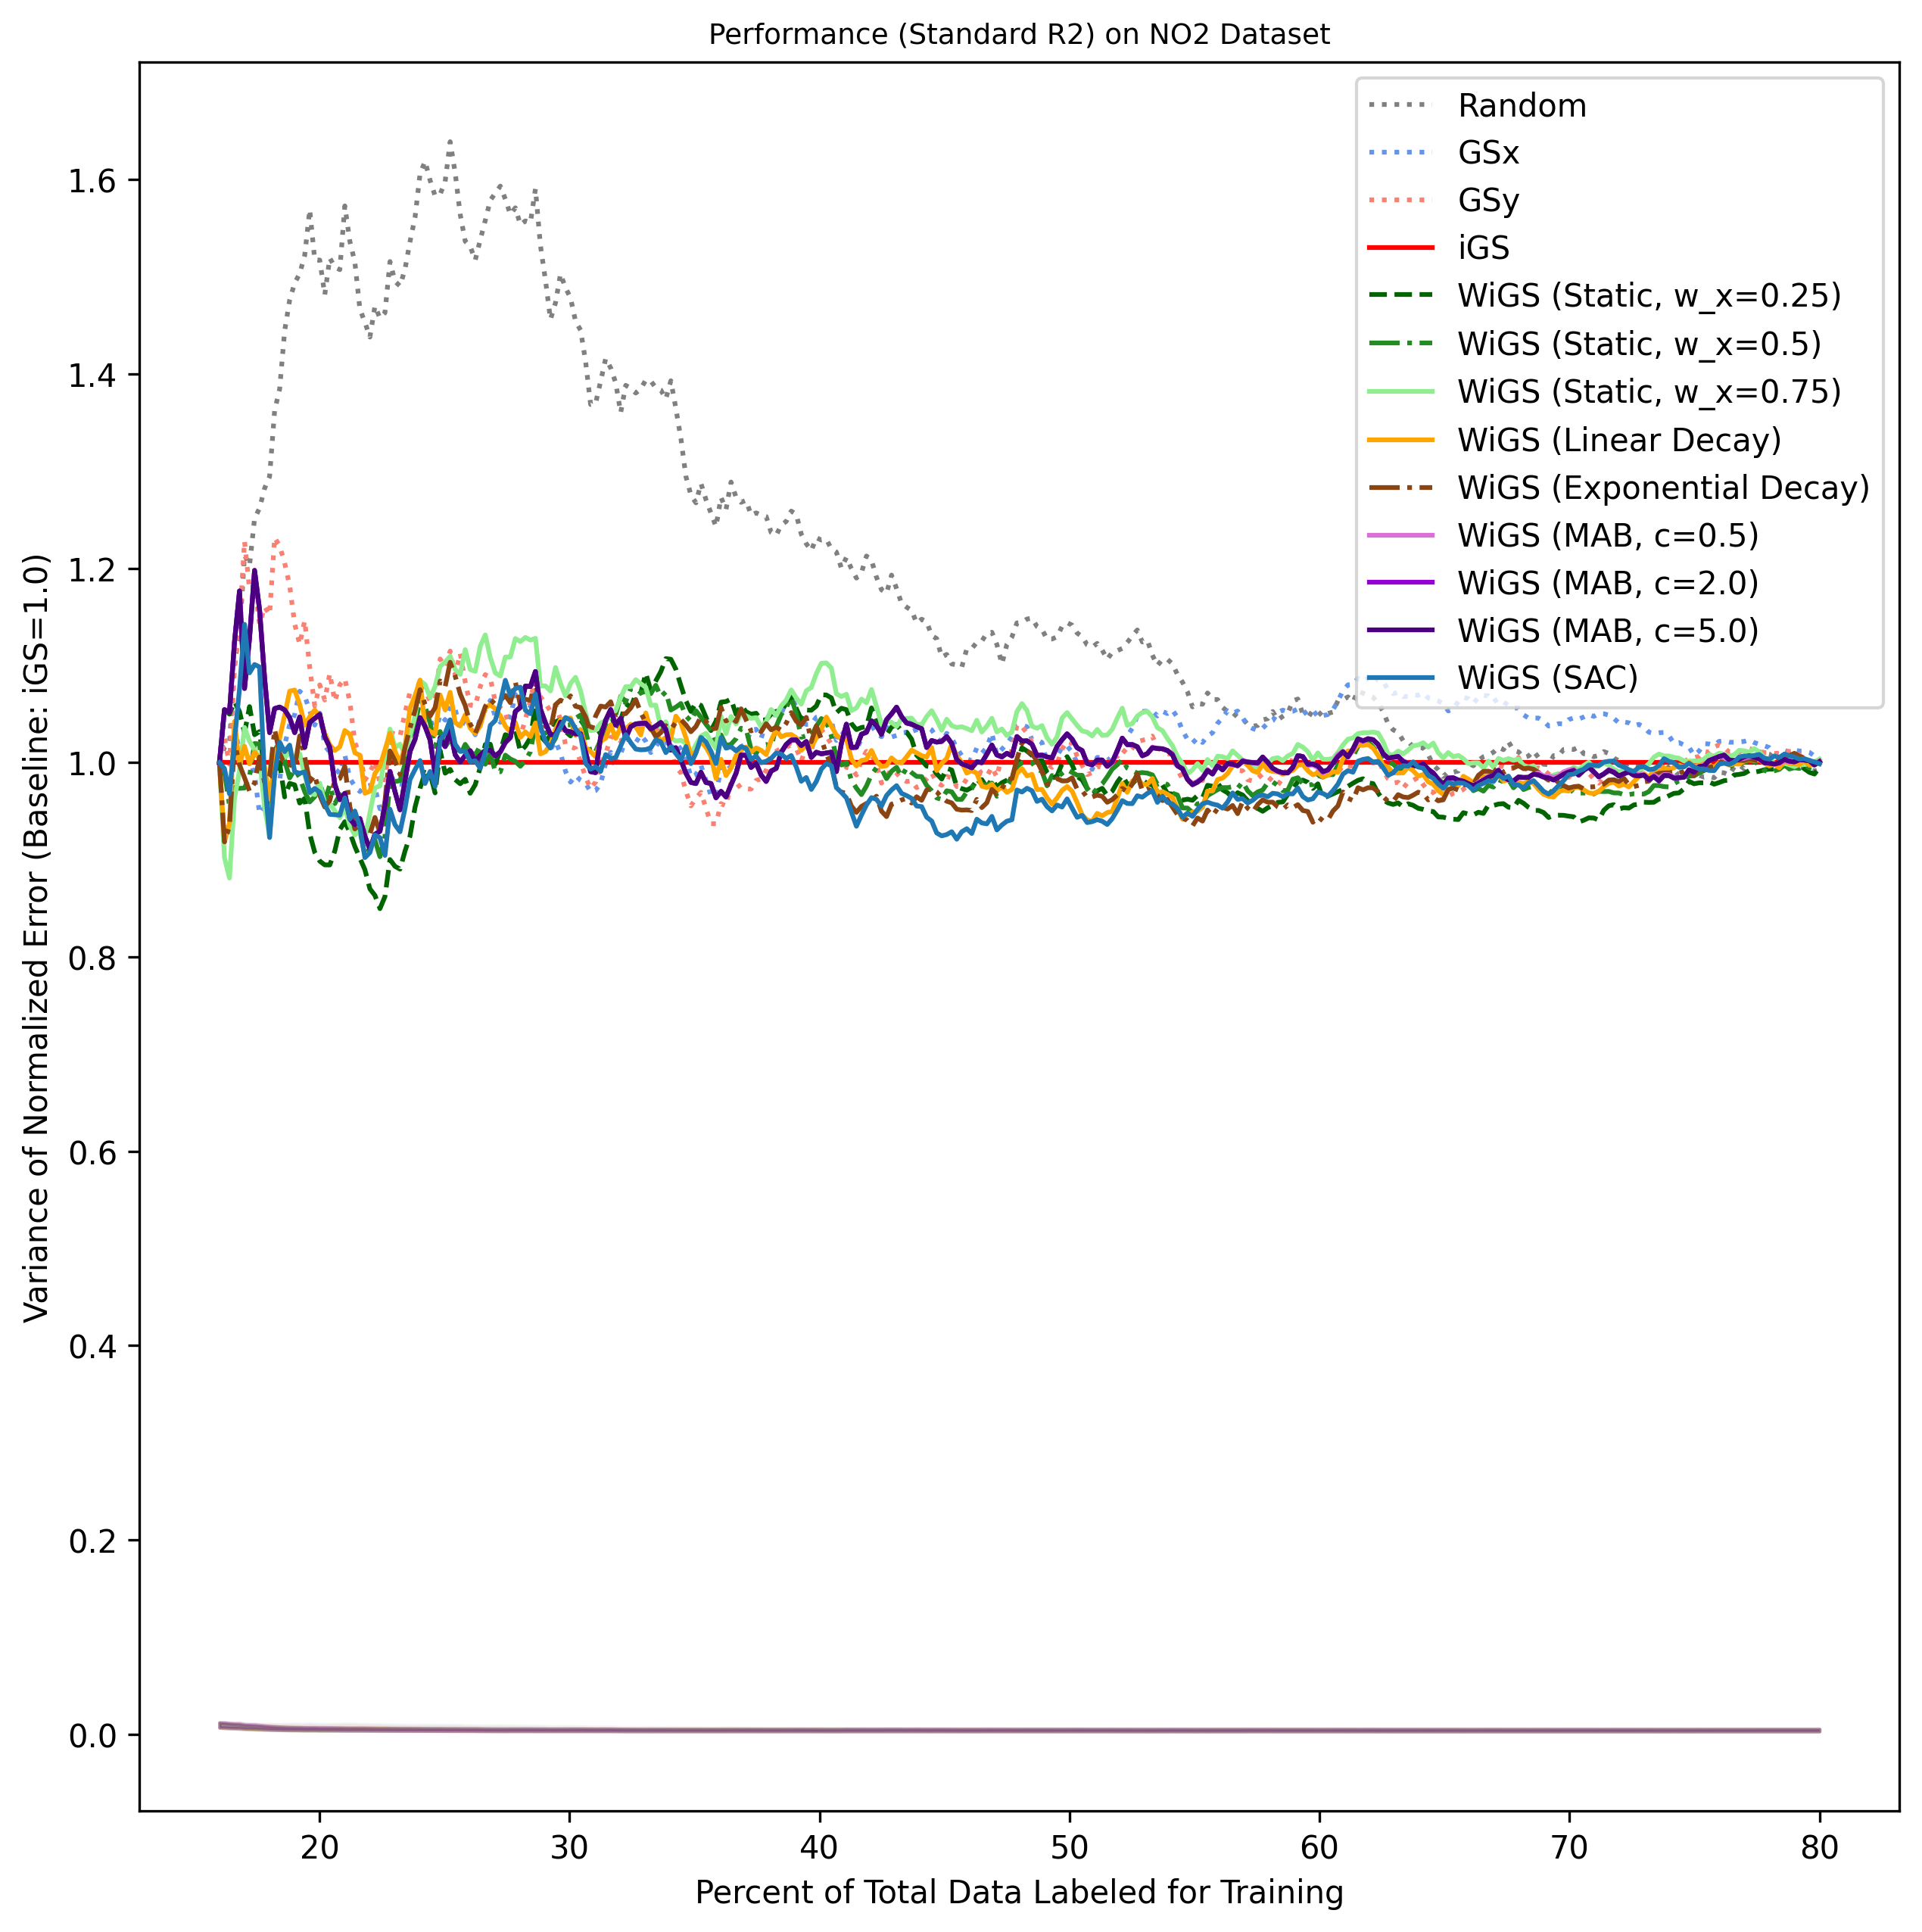 Performance (Standard R2) on NO2 Dataset
Variance of Normalized Error (Baseline: iGS=1.0)
1.6
1.4
1.2
1.0
0.8
0.6
0.4
0.2
0.0
Random
GSx
GSy
iGS
WiGS (Static, w_x=0.25)
WiGS (Static, w_x=0.5)
WiGS (Static, w_x=0.75)
WiGS (Linear Decay)
WiGS (Exponential Decay)
WiGS (MAB, c=0.5)
WiGS (MAB, c=2.0)
WiGS (MAB, c=5.0)
WiGS (SAC)
20 30 40 50 60 70 80
Percent of Total Data Labeled for Training